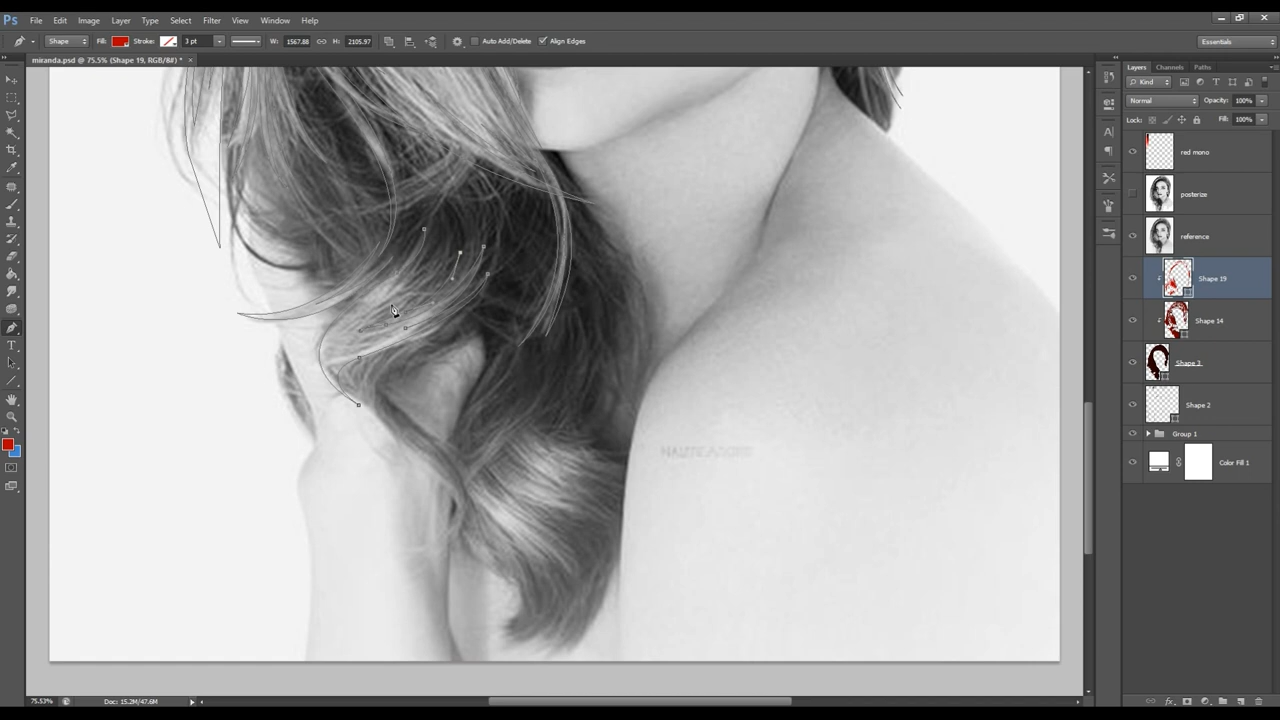 Ps File Edit Image Layer Type Select Filter View Window Help
Shape Fill: Stroke: 3 pt W: 1567.88 H: 2105.97 Auto Add/Delete Align Edges Essentials
miranda.psd @ 75.5% (Shape 19, RGB/8#) * ×
Layers Channels Paths
Kind
Normal Opacity: 100%
Lock: Fill: 100%
red mono
posterize
reference
Shape 19
Shape 14
Shape 3
Shape 2
Group 1
Color Fill 1
75.53% Doc: 15.2M/47.6M